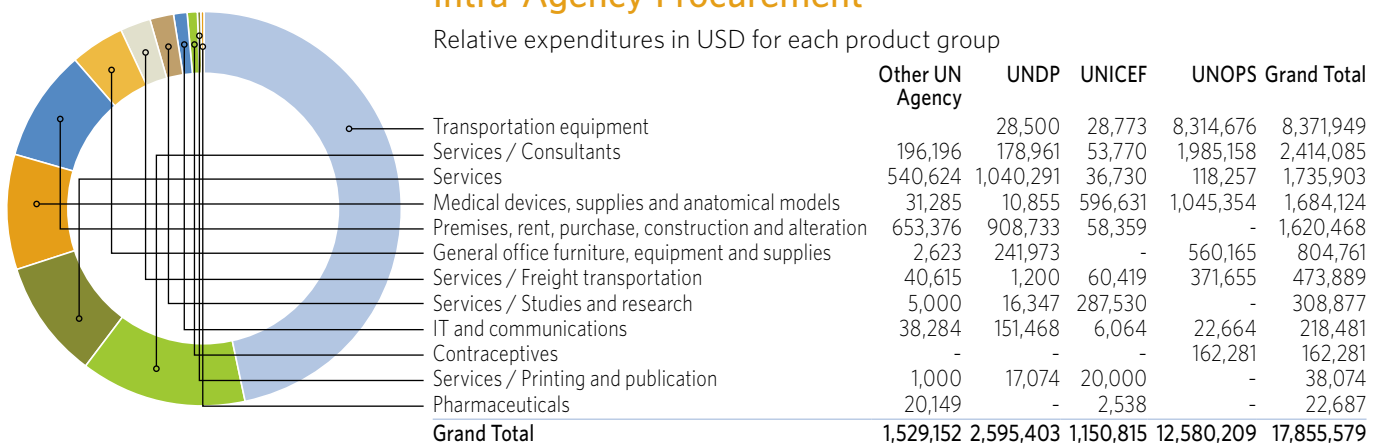 Intra-Agency Procurement
Relative expenditures in USD for each product group
Other UN Agency UNDP UNICEF UNOPS Grand Total
Transportation equipment 28,500 28,773 8,314,676 8,371,949
Services / Consultants 196,196 178,961 53,770 1,985,158 2,414,085
Services 540,624 1,040,291 36,730 118,257 1,735,903
Medical devices, supplies and anatomical models 31,285 10,855 596,631 1,045,354 1,684,124
Premises, rent, purchase, construction and alteration 653,376 908,733 58,359 - 1,620,468
General office furniture, equipment and supplies 2,623 241,973 - 560,165 804,761
Services / Freight transportation 40,615 1,200 60,419 371,655 473,889
Services / Studies and research 5,000 16,347 287,530 - 308,877
IT and communications 38,284 151,468 6,064 22,664 218,481
Contraceptives - - - 162,281 162,281
Services / Printing and publication 1,000 17,074 20,000 - 38,074
Pharmaceuticals 20,149 - 2,538 - 22,687
Grand Total 1,529,152 2,595,403 1,150,815 12,580,209 17,855,579